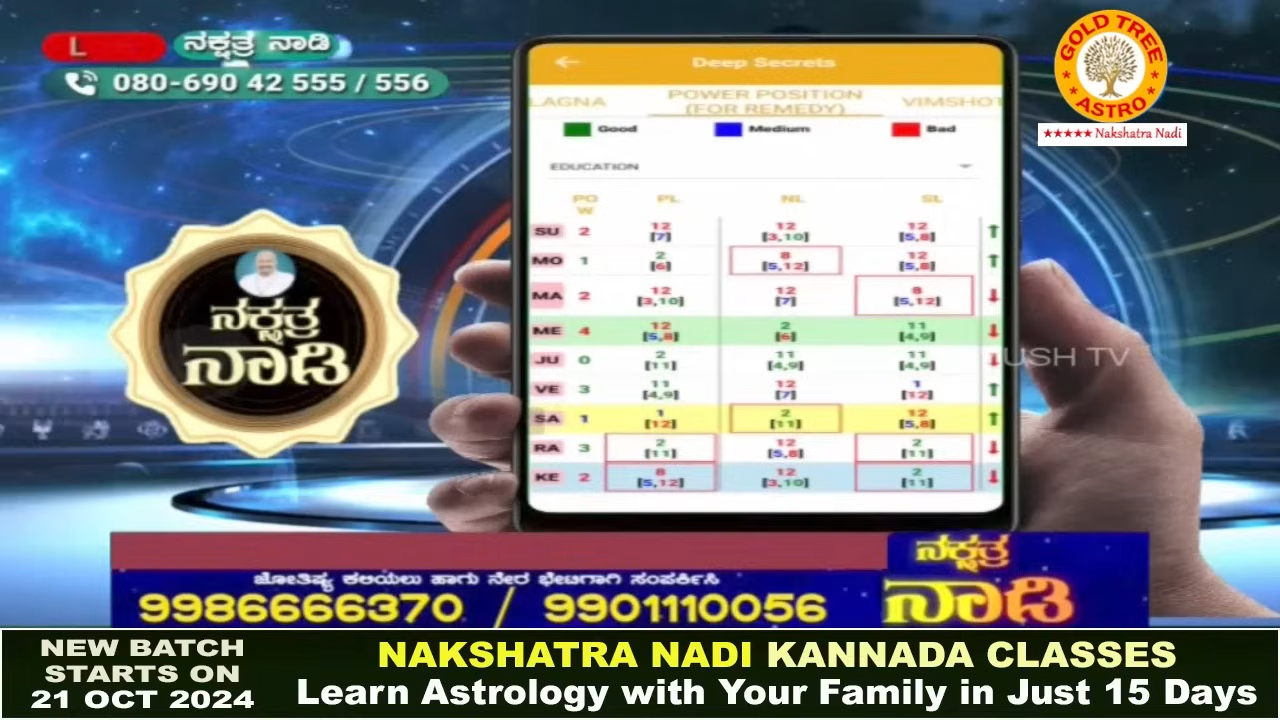 L
ನಕ್ಷತ್ರ ನಾಡಿ
080-690 42 555 / 556
GOLD TREE
ASTRO
★★★★★ Nakshatra Nadi
ನಕ್ಷತ್ರ
ನಾಡಿ
Deep Secrets
LAGNA POWER POSITION (FOR REMEDY) VIMSHOT
Good Medium Bad
EDUCATION
POW PL NL SL
SU 2 12 [7] 12 [3,10] 12 [5,8] ↑
MO 1 2 [6] 8 [5,12] 12 [5,8] ↑
MA 2 12 [3,10] 12 [7] 8 [5,12] ↓
ME 4 12 [5,8] 2 [6] 11 [4,9] ↓
JU 0 2 [11] 11 [4,9] 11 [4,9] ↓
VE 3 11 [4,9] 12 [7] 1 [12] ↑
SA 1 1 [12] 2 [11] 12 [5,8] ↑
RA 3 2 [11] 12 [5,8] 2 [11] ↓
KE 2 8 [5,12] 12 [3,10] 2 [11] ↓
USH TV
ಜ್ಯೋತಿಷ್ಯ ಕಲಿಯಲು ಹಾಗು ನೇರ ಭೇಟಿಗಾಗಿ ಸಂಪರ್ಕಿಸಿ
9986666370 / 9901110056
ನಕ್ಷತ್ರ
ನಾಡಿ
NEW BATCH
STARTS ON
21 OCT 2024
NAKSHATRA NADI KANNADA CLASSES
Learn Astrology with Your Family in Just 15 Days